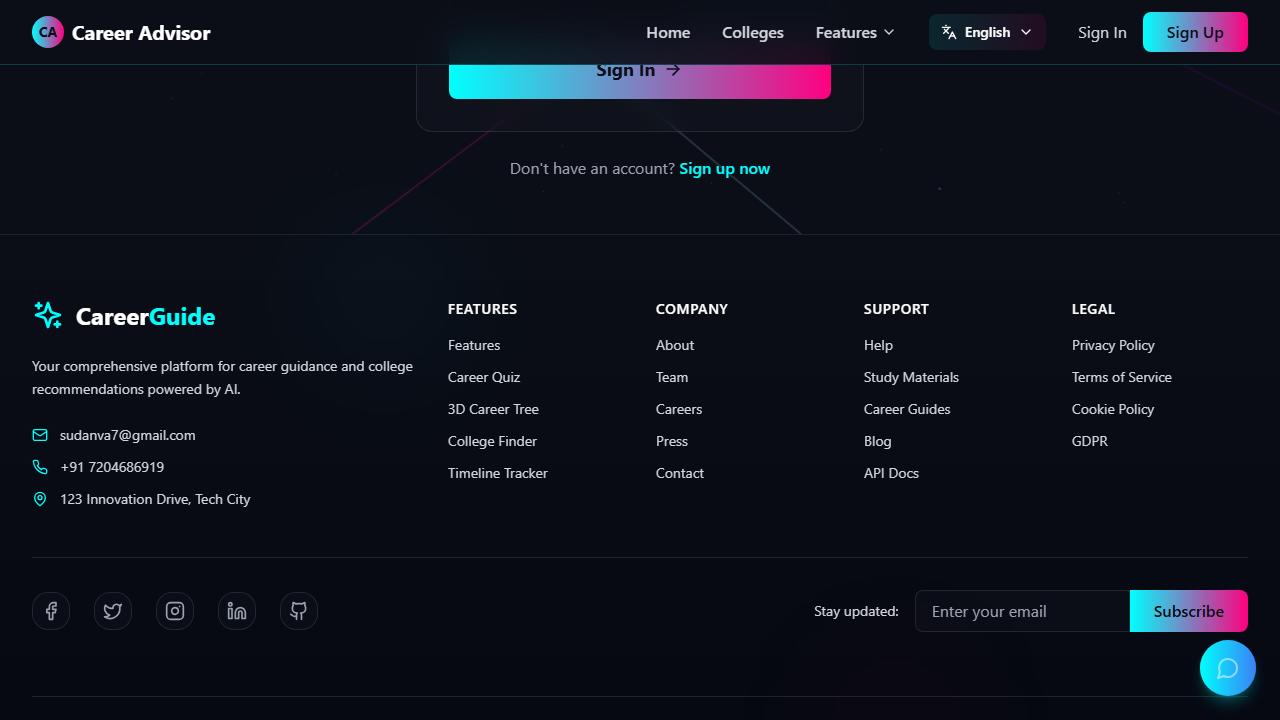 CA Career Advisor Home Colleges Features English Sign In Sign Up
Sign In
Don't have an account? Sign up now
CareerGuide
Your comprehensive platform for career guidance and college
recommendations powered by AI.
sudanva7@gmail.com
+91 7204686919
123 Innovation Drive, Tech City
FEATURES
Features
Career Quiz
3D Career Tree
College Finder
Timeline Tracker
COMPANY
About
Team
Careers
Press
Contact
SUPPORT
Help
Study Materials
Career Guides
Blog
API Docs
LEGAL
Privacy Policy
Terms of Service
Cookie Policy
GDPR
Stay updated: Enter your email Subscribe